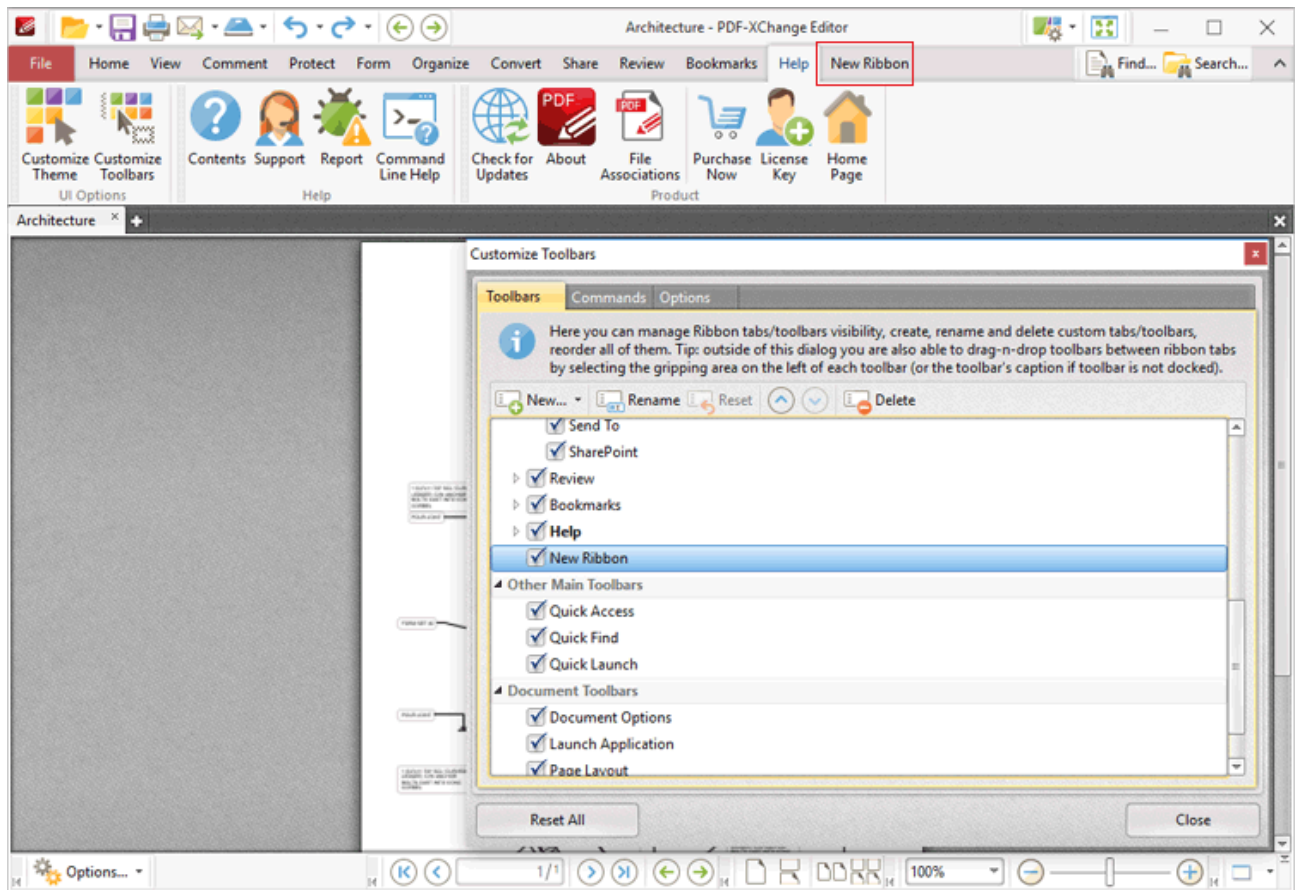 Architecture - PDF-XChange Editor
File Home View Comment Protect Form Organize Convert Share Review Bookmarks Help New Ribbon Find... Search...
Customize Theme
Customize Toolbars
UI Options
Contents
Support
Report
Command Line Help
Help
Check for Updates
PDF
About
PDF
File Associations
Purchase Now
License Key
Home Page
Product
Architecture
Customize Toolbars
Toolbars Commands Options
Here you can manage Ribbon tabs/toolbars visibility, create, rename and delete custom tabs/toolbars,
reorder all of them. Tip: outside of this dialog you are also able to drag-n-drop toolbars between ribbon tabs
by selecting the gripping area on the left of each toolbar (or the toolbar's caption if toolbar is not docked).
New... Rename Reset Delete
Send To
SharePoint
Review
Bookmarks
Help
New Ribbon
Other Main Toolbars
Quick Access
Quick Find
Quick Launch
Document Toolbars
Document Options
Launch Application
Page Layout
Reset All Close
Options... 1/1 100%